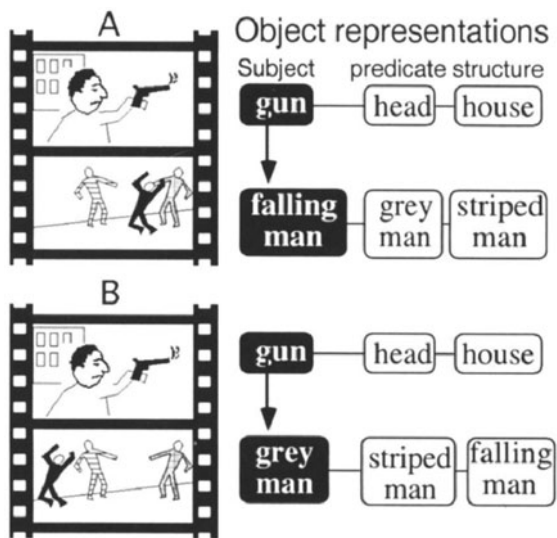 A
Object representations
Subject predicate structure
gun head house
falling man grey man striped man
B
gun head house
grey man striped man falling man